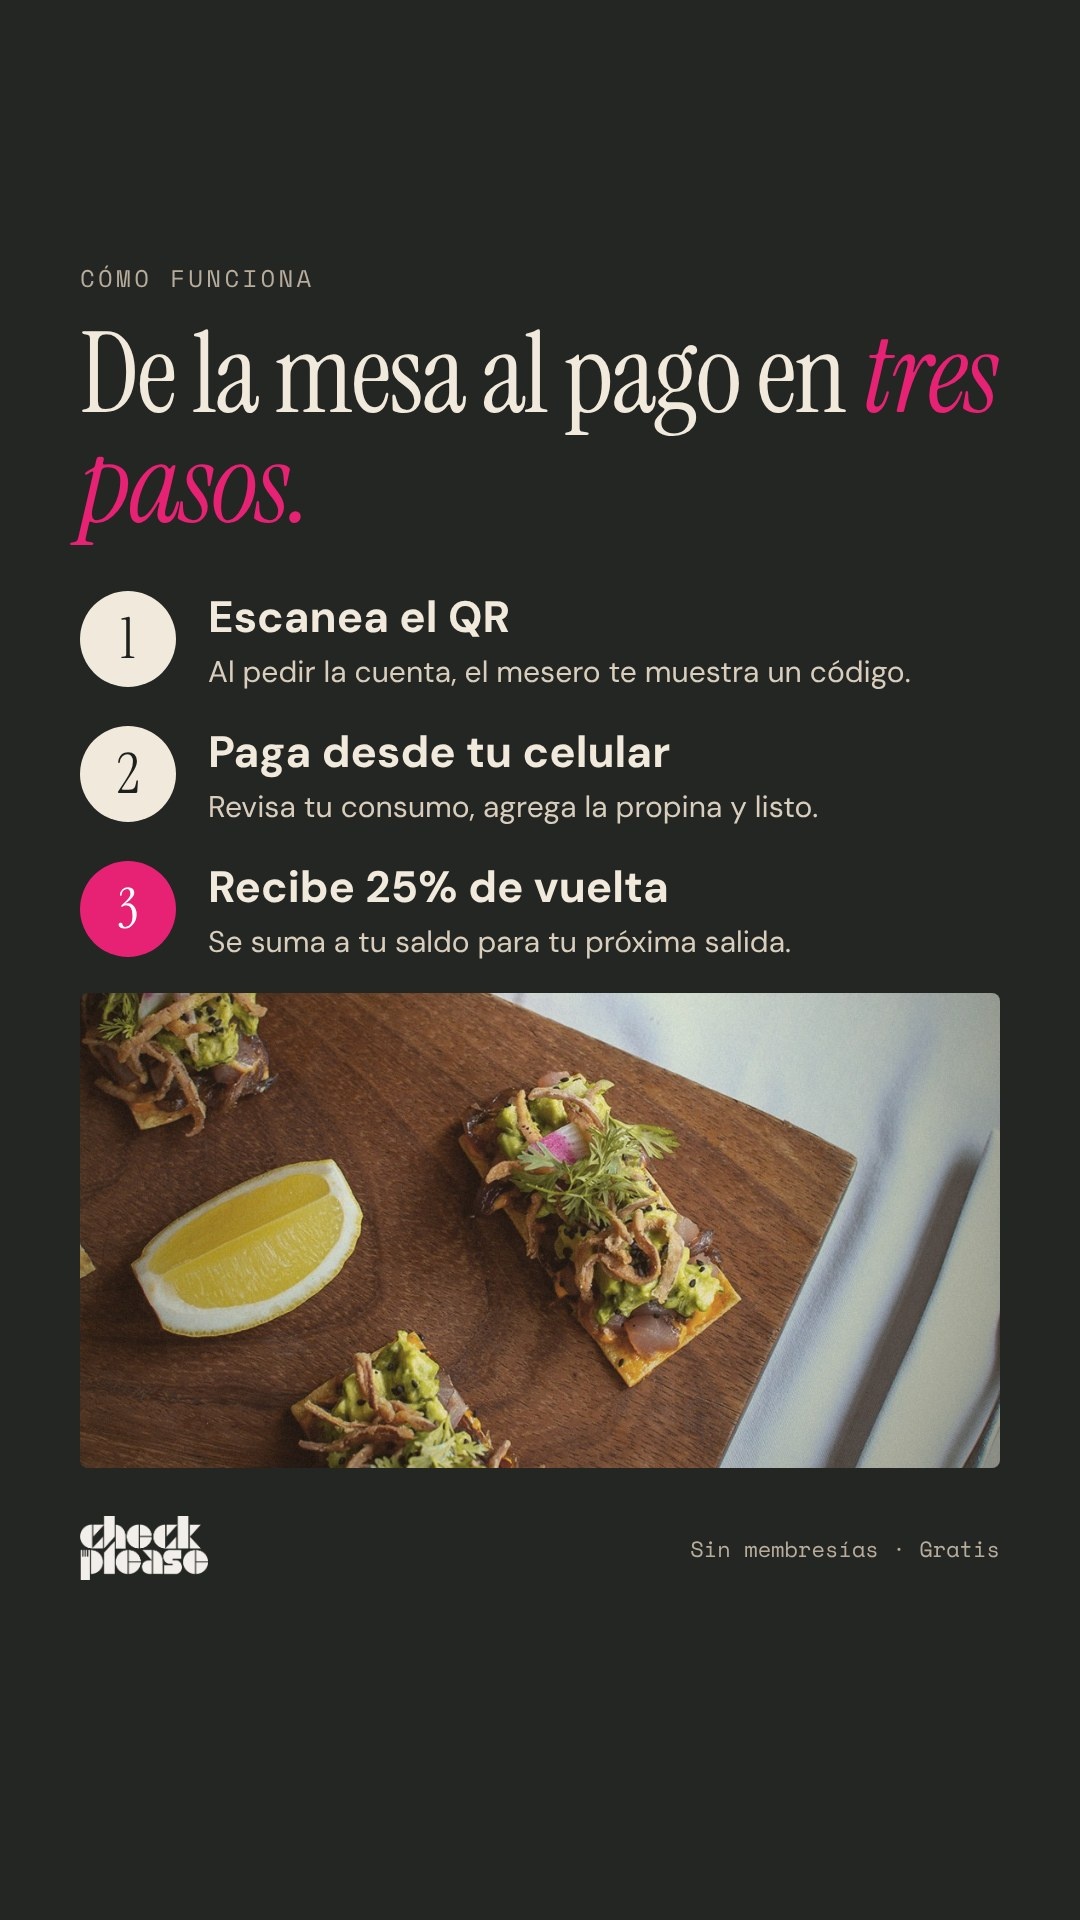 CÓMO FUNCIONA
De la mesa al pago en tres
pasos.
1
Escanea el QR
Al pedir la cuenta, el mesero te muestra un código.
2
Paga desde tu celular
Revisa tu consumo, agrega la propina y listo.
3
Recibe 25% de vuelta
Se suma a tu saldo para tu próxima salida.
check
please
Sin membresías · Gratis